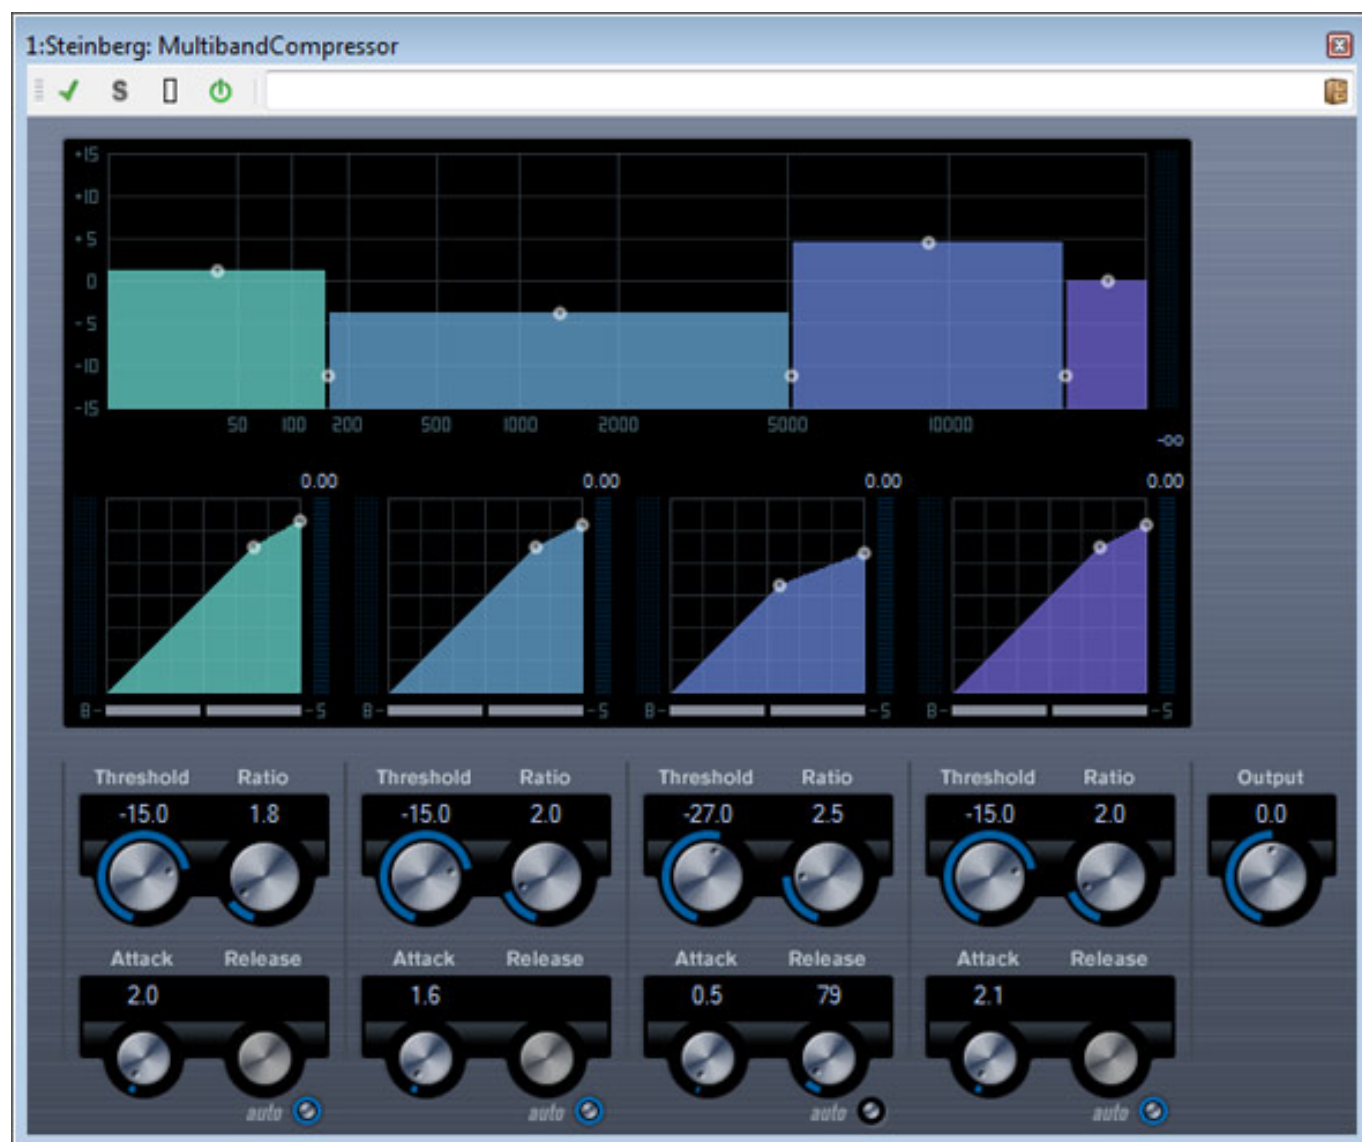 1:Steinberg: MultibandCompressor
S
+15
+10
+5
0
-5
-10
-15
50 100 200 500 1000 2000 5000 10000
-∞
0.00 0.00 0.00 0.00
B- -S B- -S B- -S B- -S
Threshold Ratio Threshold Ratio Threshold Ratio Threshold Ratio Output
-15.0 1.8 -15.0 2.0 -27.0 2.5 -15.0 2.0 0.0
Attack Release Attack Release Attack Release Attack Release
2.0 1.6 0.5 79 2.1
auto auto auto auto